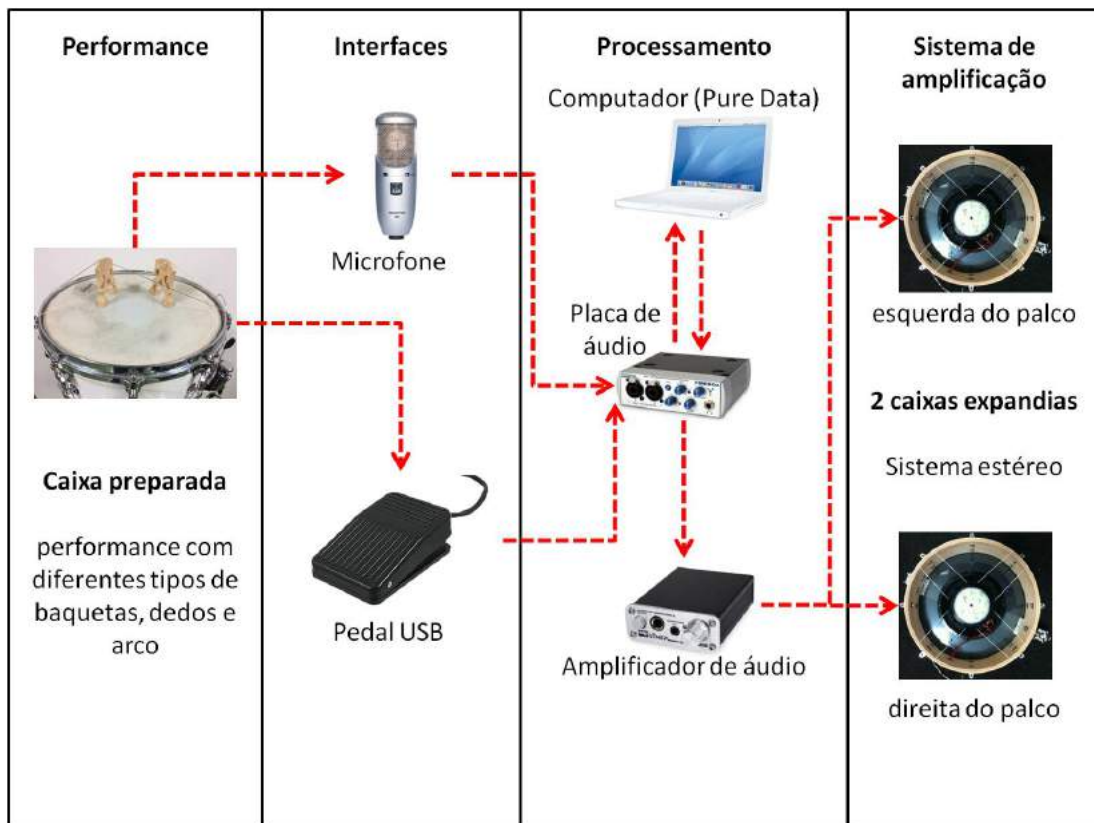 Performance
Caixa preparada
performance com
diferentes tipos de
baquetas, dedos e
arco
Interfaces
Microfone
Pedal USB
Processamento
Computador (Pure Data)
Placa de
áudio
Amplificador de áudio
Sistema de
amplificação
esquerda do palco
2 caixas expandias
Sistema estéreo
direita do palco